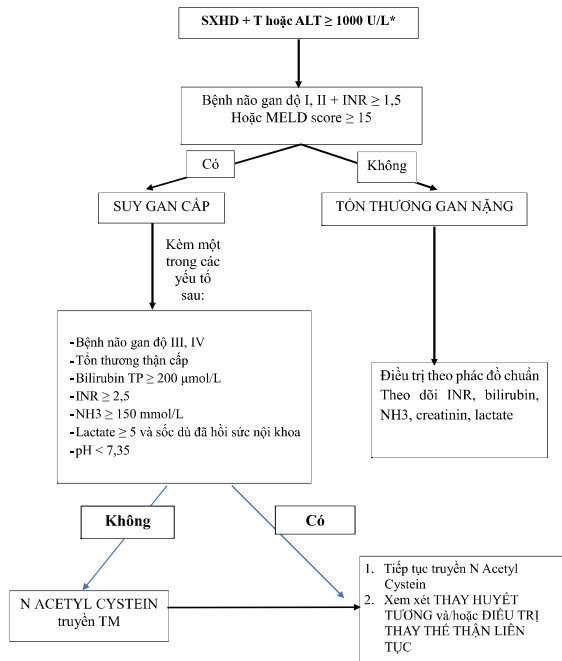 SXHD + T hoặc ALT ≥ 1000 U/L*
Bệnh não gan độ I, II + INR ≥ 1,5
Hoặc MELD score ≥ 15
Có
Không
SUY GAN CẤP
TỔN THƯƠNG GAN NẶNG
Kèm một
trong các
yếu tố
sau:
- Bệnh não gan độ III, IV
- Tổn thương thận cấp
- Bilirubin TP ≥ 200 µmol/L
- INR ≥ 2,5
- NH3 ≥ 150 mmol/L
- Lactate ≥ 5 và sốc dù đã hồi sức nội khoa
- pH < 7,35
Điều trị theo phác đồ chuẩn
Theo dõi INR, bilirubin,
NH3, creatinin, lactate
Không
Có
N ACETYL CYSTEIN
truyền TM
1. Tiếp tục truyền N Acetyl
Cystein
2. Xem xét THAY HUYẾT
TƯƠNG và/hoặc ĐIỀU TRỊ
THAY THẾ THẬN LIÊN
TỤC